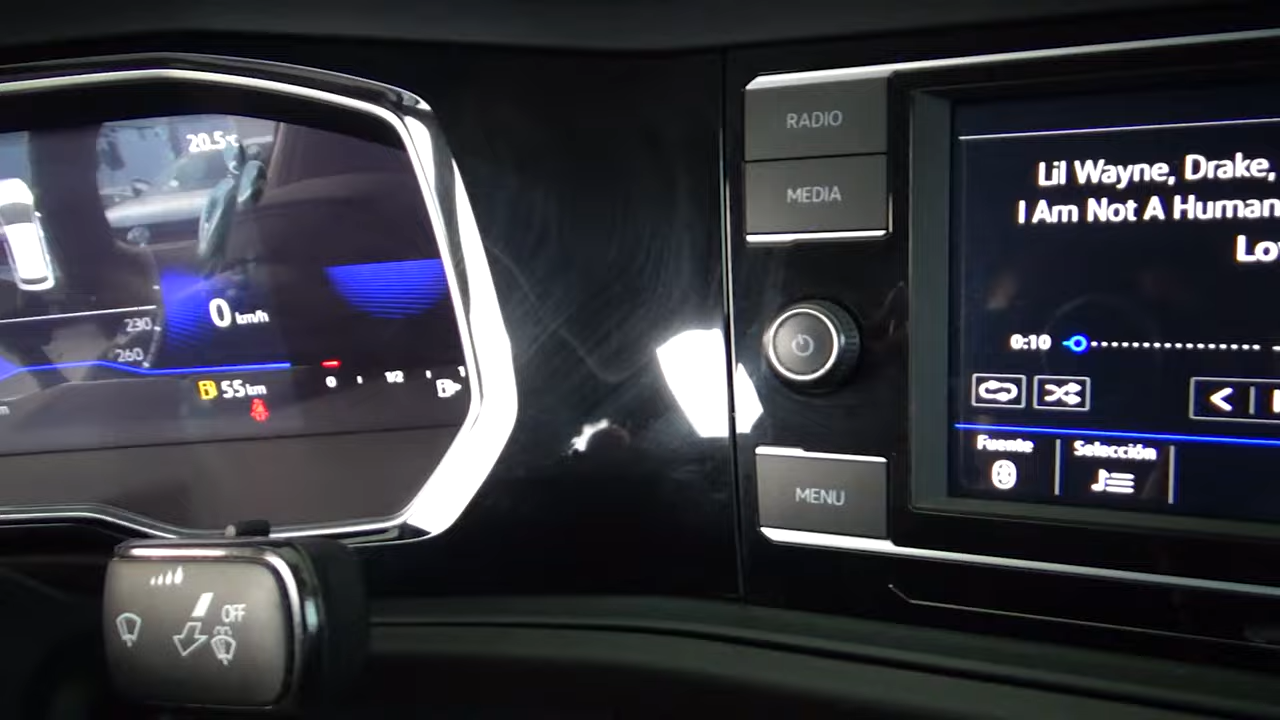 20.5°C
0 km/h
230
260
55 km
0 1/2 1
OFF
RADIO
MEDIA
MENU
Lil Wayne, Drake,
I Am Not A Human
Lo
0:10
Fuente
Selección